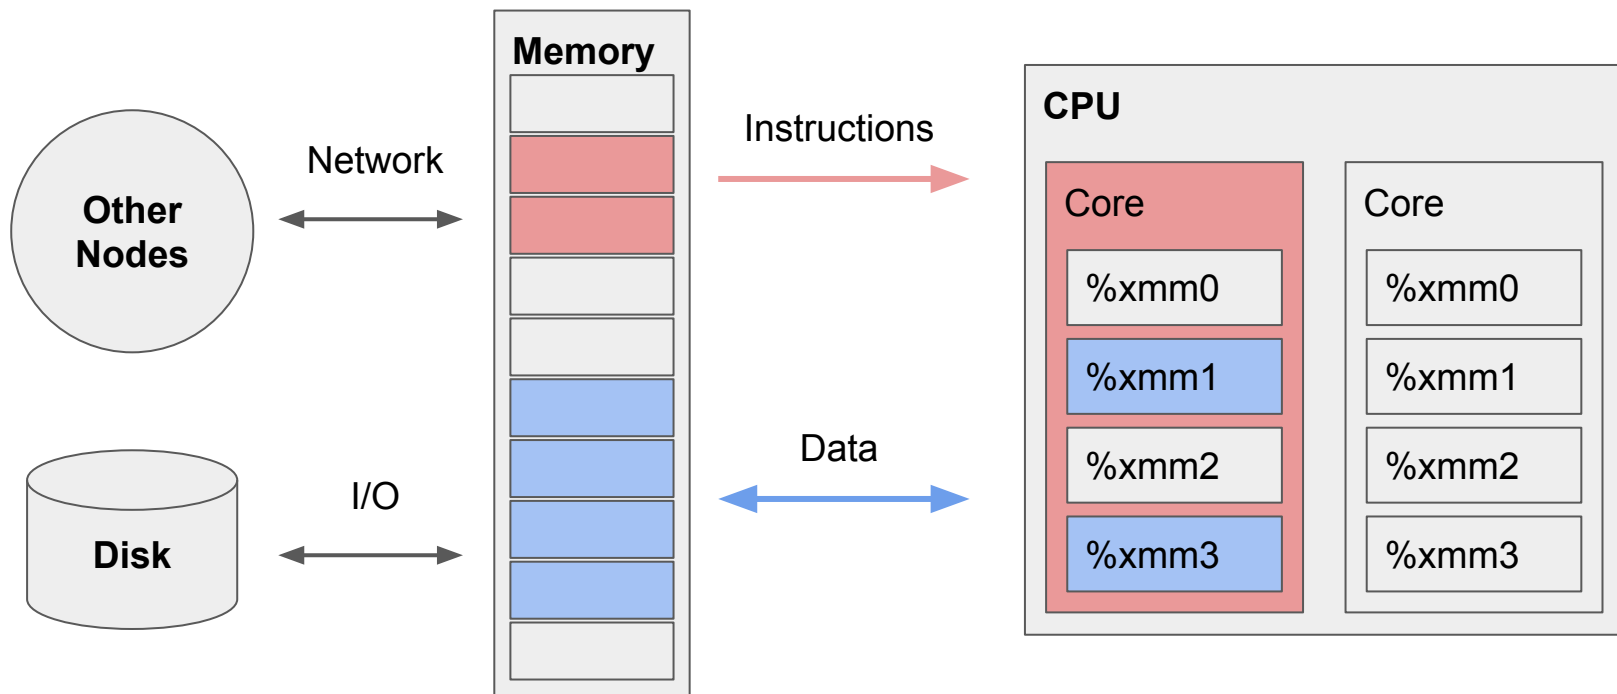 Memory
Other
Nodes
Network
Disk
I/O
Instructions
Data
CPU
Core
%xmm0
%xmm1
%xmm2
%xmm3
Core
%xmm0
%xmm1
%xmm2
%xmm3